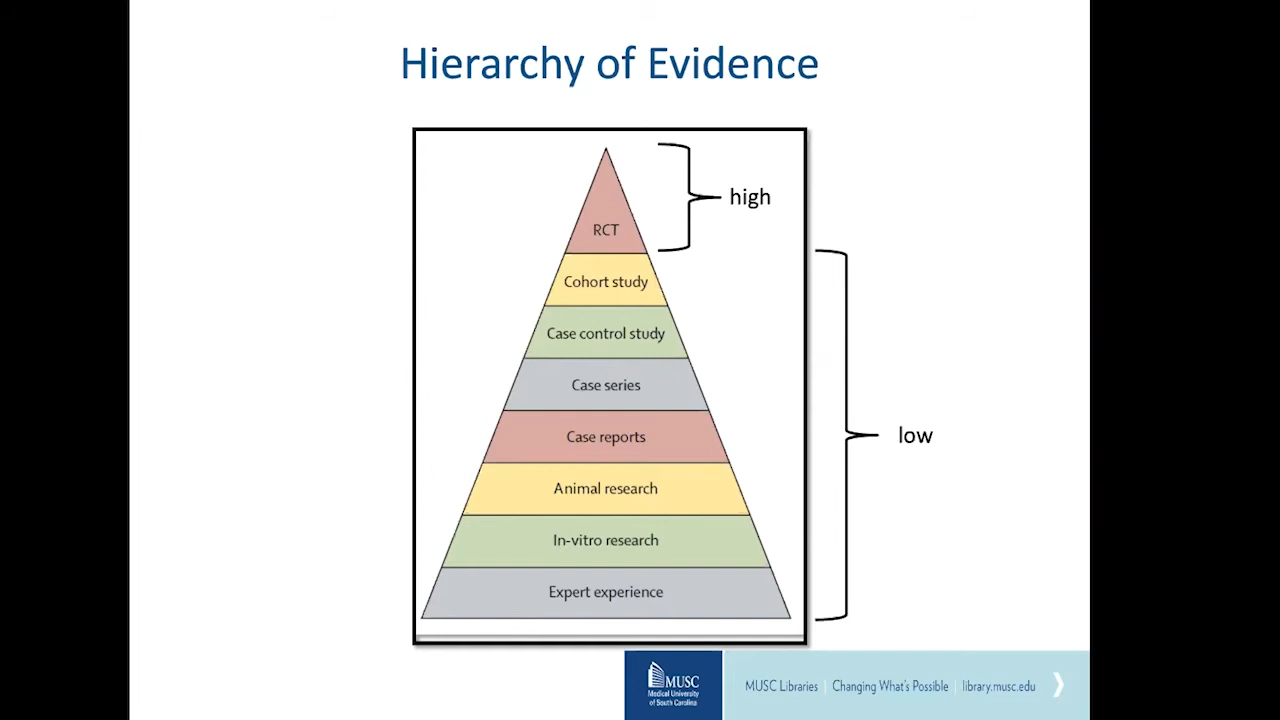 Hierarchy of Evidence
high
RCT
Cohort study
Case control study
Case series
low
Case reports
Animal research
In-vitro research
Expert experience
MUSC
Medical University
of South Carolina
MUSC Libraries | Changing What's Possible | library.musc.edu